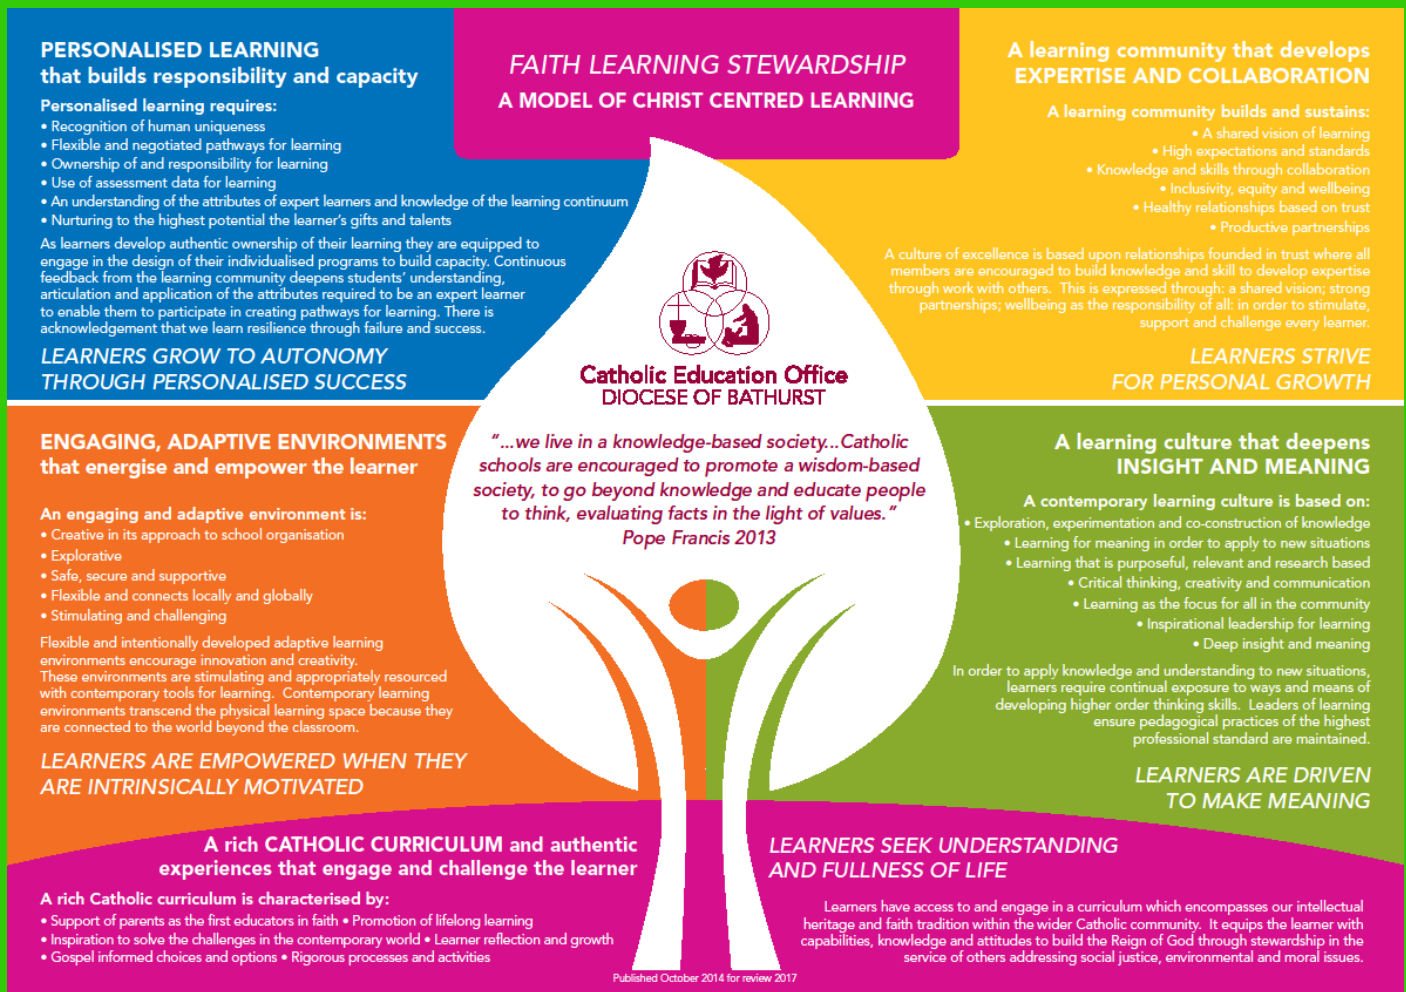 FAITH LEARNING STEWARDSHIP
A MODEL OF CHRIST CENTRED LEARNING
PERSONALISED LEARNING
that builds responsibility and capacity
Personalised learning requires:
• Recognition of human uniqueness
• Flexible and negotiated pathways for learning
• Ownership of and responsibility for learning
• Use of assessment data for learning
• An understanding of the attributes of expert learners and knowledge of the learning continuum
• Nurturing to the highest potential the learner's gifts and talents
As learners develop authentic ownership of their learning they are equipped to
engage in the design of their individualised programs to build capacity. Continuous
feedback from the learning community deepens students' understanding,
articulation and application of the attributes required to be an expert learner
to enable them to participate in creating pathways for learning. There is
acknowledgement that we learn resilience through failure and success.
LEARNERS GROW TO AUTONOMY
THROUGH PERSONALISED SUCCESS
A learning community that develops
EXPERTISE AND COLLABORATION
A learning community builds and sustains:
• A shared vision of learning
• High expectations and standards
• Knowledge and skills through collaboration
• Inclusivity, equity and wellbeing
• Healthy relationships based on trust
• Productive partnerships
A culture of excellence is based upon relationships founded in trust where all
members are encouraged to build knowledge and skill to develop expertise
through work with others. This is expressed through: a shared vision; strong
partnerships; wellbeing as the responsibility of all: in order to stimulate,
support and challenge every learner.
LEARNERS STRIVE
FOR PERSONAL GROWTH
Catholic Education Office
DIOCESE OF BATHURST
"...we live in a knowledge-based society...Catholic
schools are encouraged to promote a wisdom-based
society, to go beyond knowledge and educate people
to think, evaluating facts in the light of values."
Pope Francis 2013
ENGAGING, ADAPTIVE ENVIRONMENTS
that energise and empower the learner
An engaging and adaptive environment is:
• Creative in its approach to school organisation
• Explorative
• Safe, secure and supportive
• Flexible and connects locally and globally
• Stimulating and challenging
Flexible and intentionally developed adaptive learning
environments encourage innovation and creativity.
These environments are stimulating and appropriately resourced
with contemporary tools for learning. Contemporary learning
environments transcend the physical learning space because they
are connected to the world beyond the classroom.
LEARNERS ARE EMPOWERED WHEN THEY
ARE INTRINSICALLY MOTIVATED
A learning culture that deepens
INSIGHT AND MEANING
A contemporary learning culture is based on:
• Exploration, experimentation and co-construction of knowledge
• Learning for meaning in order to apply to new situations
• Learning that is purposeful, relevant and research based
• Critical thinking, creativity and communication
• Learning as the focus for all in the community
• Inspirational leadership for learning
• Deep insight and meaning
In order to apply knowledge and understanding to new situations,
learners require continual exposure to ways and means of
developing higher order thinking skills. Leaders of learning
ensure pedagogical practices of the highest
professional standard are maintained.
LEARNERS ARE DRIVEN
TO MAKE MEANING
A rich CATHOLIC CURRICULUM and authentic
experiences that engage and challenge the learner
A rich Catholic curriculum is characterised by:
• Support of parents as the first educators in faith • Promotion of lifelong learning
• Inspiration to solve the challenges in the contemporary world • Learner reflection and growth
• Gospel informed choices and options • Rigorous processes and activities
LEARNERS SEEK UNDERSTANDING
AND FULLNESS OF LIFE
Learners have access to and engage in a curriculum which encompasses our intellectual
heritage and faith tradition within the wider Catholic community. It equips the learner with
capabilities, knowledge and attitudes to build the Reign of God through stewardship in the
service of others addressing social justice, environmental and moral issues.
Published October 2014 for review 2017